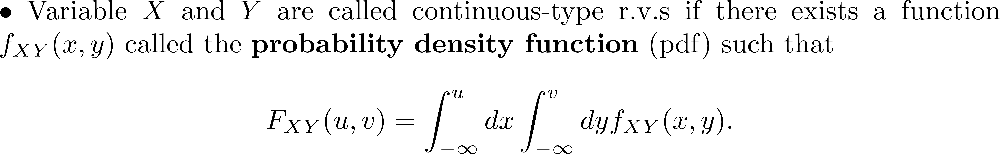 • Variable X and Y are called continuous-type r.v.s if there exists a function
f_{XY}(x, y) called the probability density function (pdf) such that
F_{XY}(u, v) = \int_{-\infty}^{u} dx \int_{-\infty}^{v} dy f_{XY}(x, y).